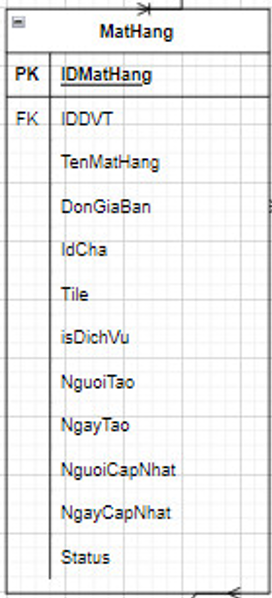 MatHang
PK IDMatHang
FK IDDVT
TenMatHang
DonGiaBan
IdCha
Tile
isDichVu
NguoiTao
NgayTao
NguoiCapNhat
NgayCapNhat
Status